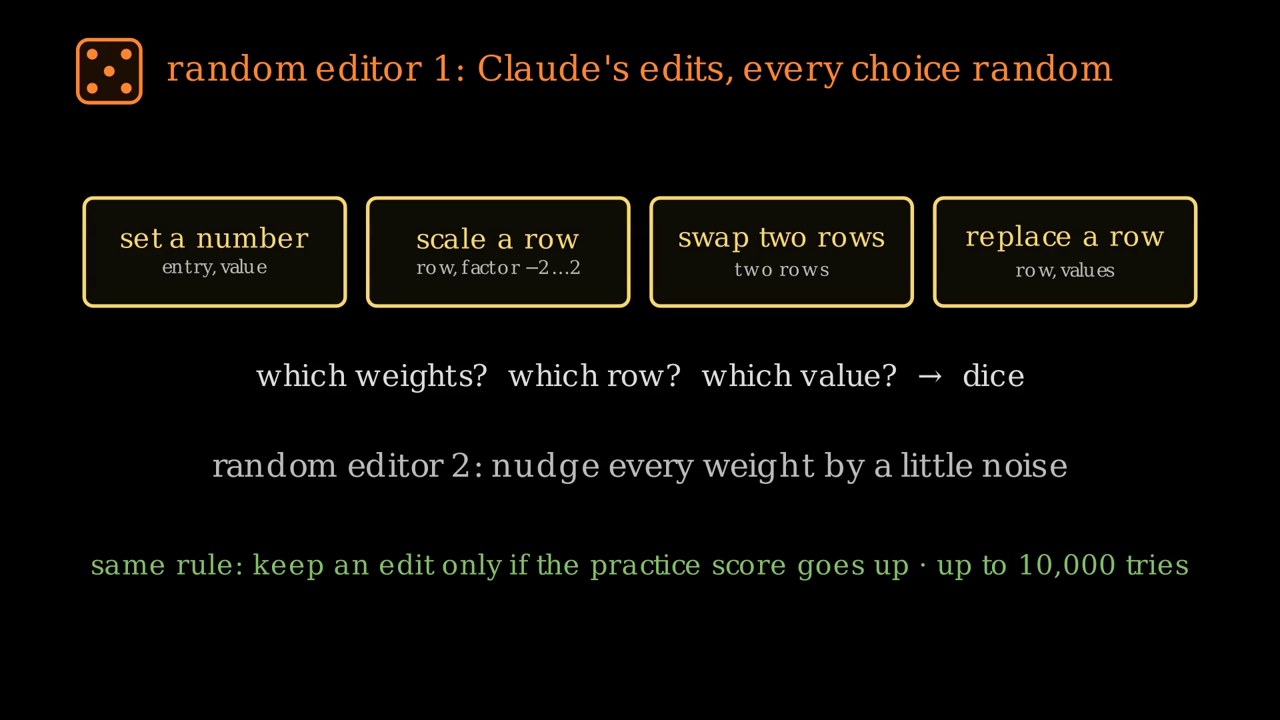 random editor 1: Claude's edits, every choice random
set a number
entry, value
scale a row
row, factor −2…2
swap two rows
two rows
replace a row
row, values
which weights? which row? which value? → dice
random editor 2: nudge every weight by a little noise
same rule: keep an edit only if the practice score goes up · up to 10,000 tries